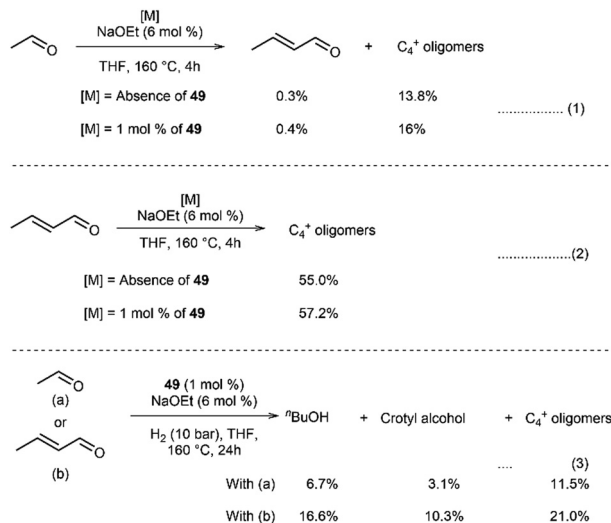 [M]
NaOEt (6 mol %)
THF, 160 °C, 4h
O
O
+ C4+ oligomers
[M] = Absence of 49 0.3% 13.8%
[M] = 1 mol % of 49 0.4% 16%
................. (1)
[M]
NaOEt (6 mol %)
THF, 160 °C, 4h
O
C4+ oligomers
[M] = Absence of 49 55.0%
[M] = 1 mol % of 49 57.2%
...................(2)
O
(a)
or
O
(b)
49 (1 mol %)
NaOEt (6 mol %)
H2 (10 bar), THF,
160 °C, 24h
nBuOH + Crotyl alcohol + C4+ oligomers
.... (3)
With (a) 6.7% 3.1% 11.5%
With (b) 16.6% 10.3% 21.0%